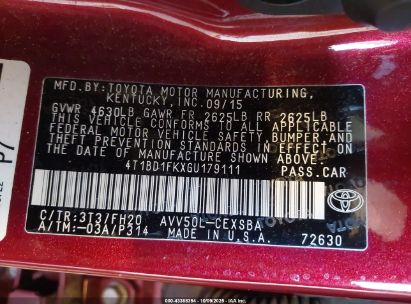 MFD.BY:TOYOTA MOTOR MANUFACTURING,
KENTUCKY,INC.09/15
GVWR 4630LB GAWR FR 2625LB RR 2625LB
THIS VEHICLE CONFORMS TO ALL APPLICABLE
FEDERAL MOTOR VEHICLE SAFETY, BUMPER AND
THEFT PREVENTION STANDARDS IN EFFECT ON
THE DATE OF MANUFACTURE SHOWN ABOVE.
4T1BD1FKXGU179111 PASS.CAR
C/TR:3T3/FH20 AVV50L-CEXSBA
A/TM:-03A/P314 MADE IN U.S.A.
TOYOTA
72630